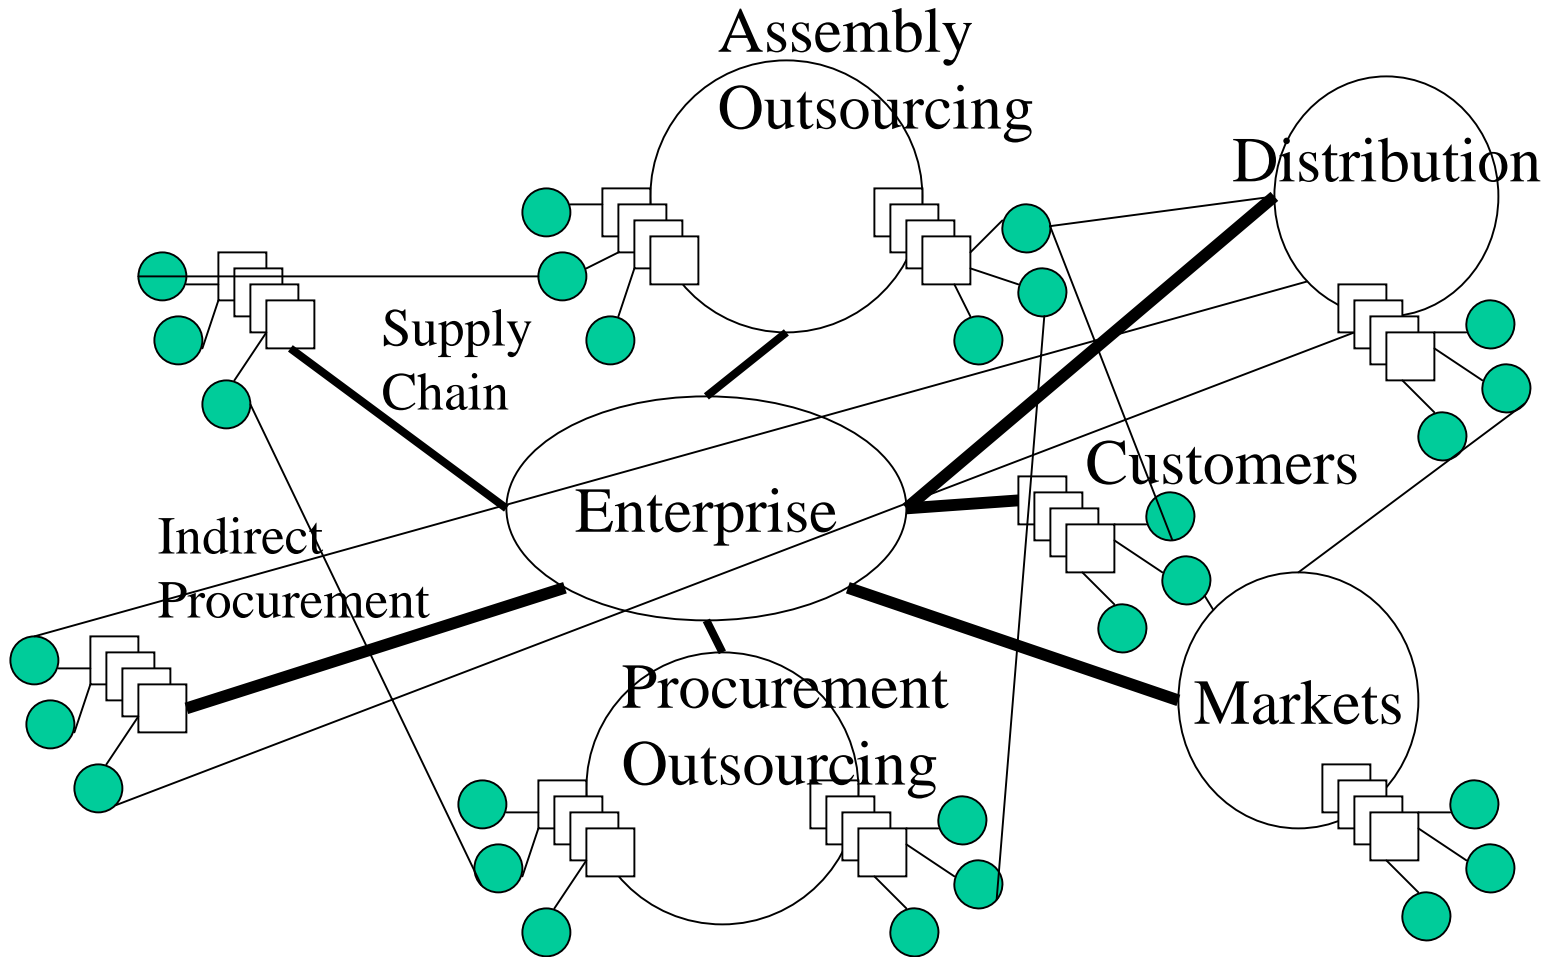 Assembly
Outsourcing
Distribution
Supply
Chain
Customers
Enterprise
Indirect
Procurement
Procurement
Outsourcing
Markets